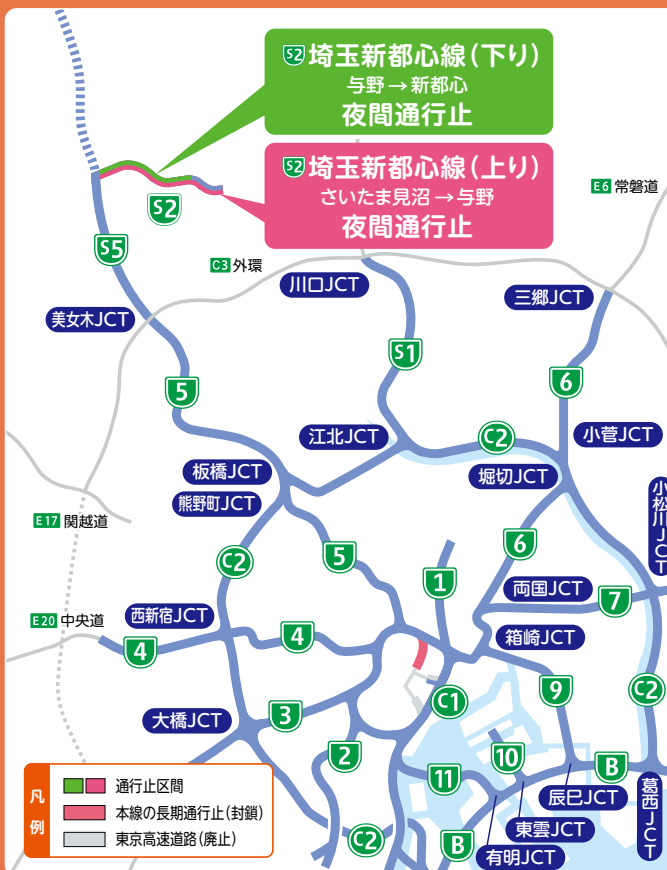 S2 埼玉新都心線(下り)
与野→新都心
夜間通行止
S2 埼玉新都心線(上り)
さいたま見沼→与野
夜間通行止
E6 常磐道
S2
S5
C3 外環
川口JCT
三郷JCT
美女木JCT
S1
5
6
江北JCT
C2
小菅JCT
板橋JCT
堀切JCT
熊野町JCT
小松川JCT
E17 関越道
6
C2
5
1
両国JCT
7
E20 中央道
西新宿JCT
箱崎JCT
4
4
9
C2
大橋JCT
3
C1
2
10
11
B
辰巳JCT
葛西JCT
東雲JCT
C2
B
有明JCT
凡例
通行止区間
本線の長期通行止(封鎖)
東京高速道路(廃止)